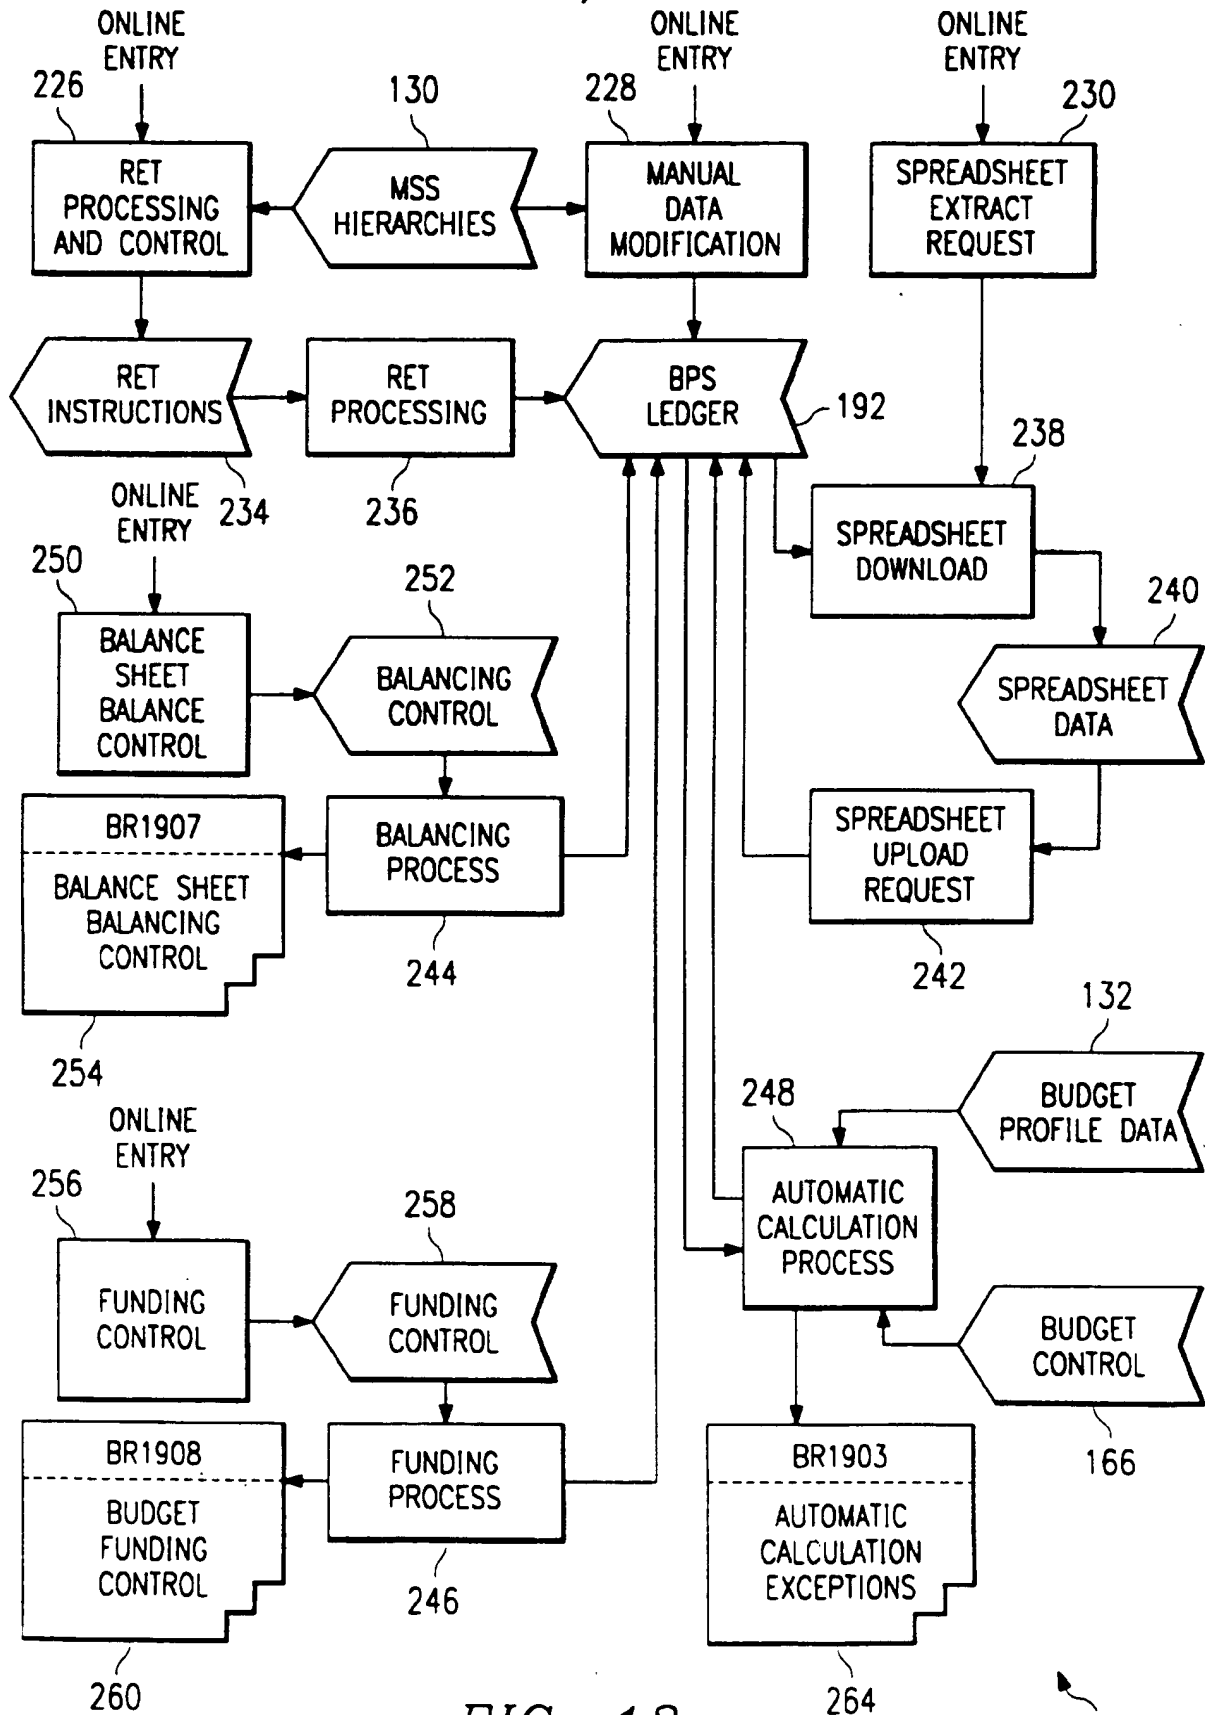 ONLINE
ENTRY
ONLINE
ENTRY
ONLINE
ENTRY
226
130
228
230
RET
PROCESSING
AND CONTROL
MSS
HIERARCHIES
MANUAL
DATA
MODIFICATION
SPREADSHEET
EXTRACT
REQUEST
RET
INSTRUCTIONS
RET
PROCESSING
BPS
LEDGER
192
234
236
238
SPREADSHEET
DOWNLOAD
ONLINE
ENTRY
250
252
240
BALANCE
SHEET
BALANCE
CONTROL
BALANCING
CONTROL
SPREADSHEET
DATA
BR1907
BALANCE SHEET
BALANCING
CONTROL
BALANCING
PROCESS
SPREADSHEET
UPLOAD
REQUEST
244
242
254
132
ONLINE
ENTRY
248
BUDGET
PROFILE DATA
256
258
AUTOMATIC
CALCULATION
PROCESS
FUNDING
CONTROL
FUNDING
CONTROL
BUDGET
CONTROL
166
BR1908
BUDGET
FUNDING
CONTROL
FUNDING
PROCESS
BR1903
AUTOMATIC
CALCULATION
EXCEPTIONS
246
260
264